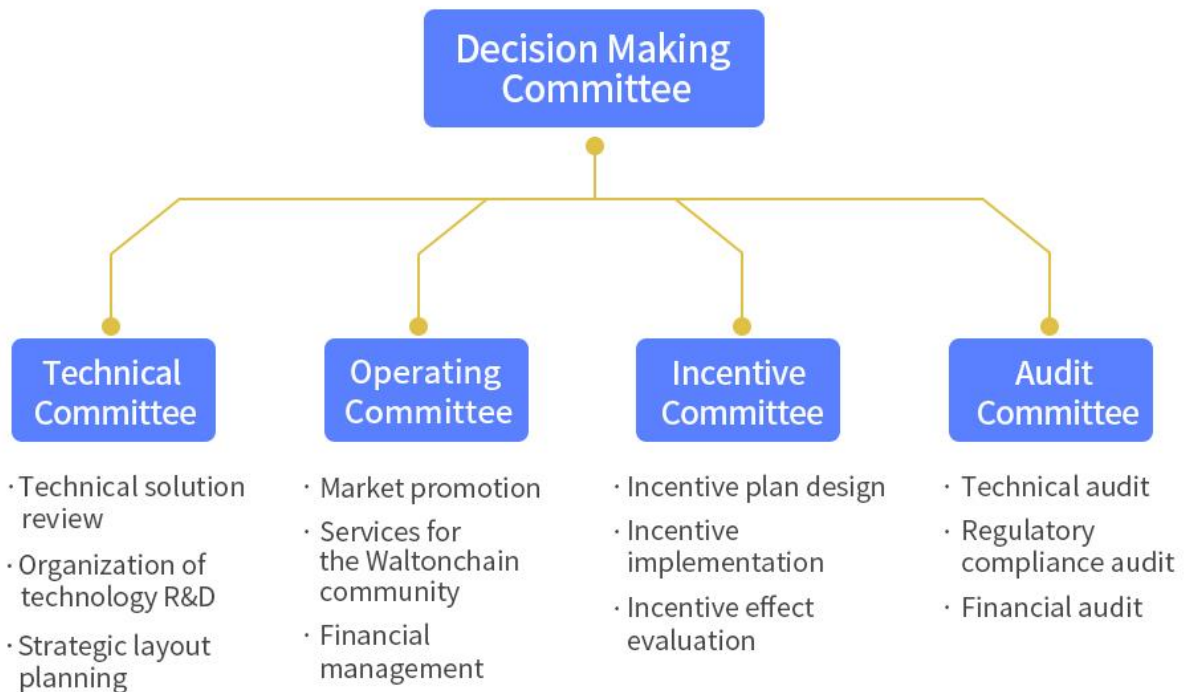 Decision Making
Committee
Technical
Committee
· Technical solution
review
· Organization of
technology R&D
· Strategic layout
planning
Operating
Committee
· Market promotion
· Services for
the Waltonchain
community
· Financial
management
Incentive
Committee
· Incentive plan design
· Incentive
implementation
· Incentive effect
evaluation
Audit
Committee
· Technical audit
· Regulatory
compliance audit
· Financial audit